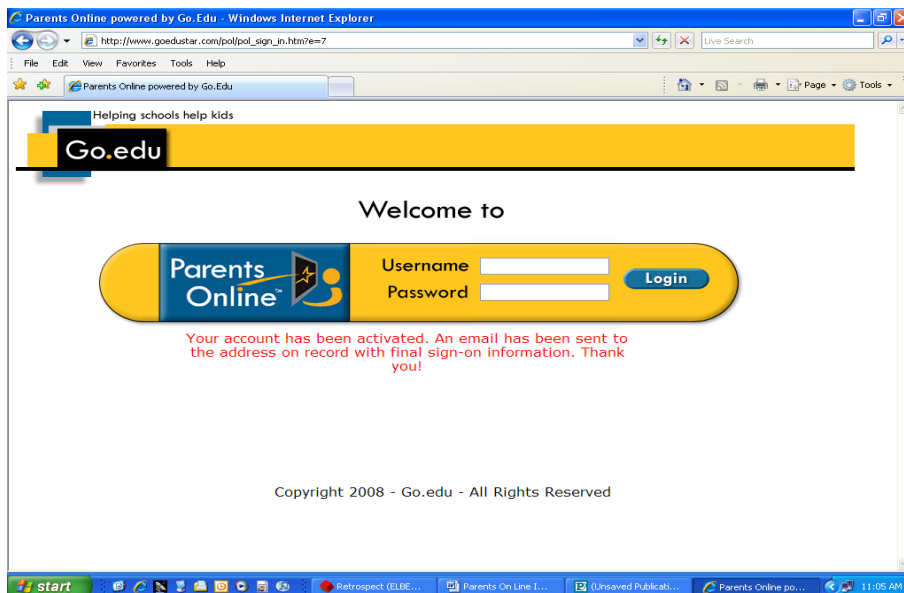 Parents Online powered by Go.Edu - Windows Internet Explorer
http://www.goedustar.com/pol/pol_sign_in.htm?e=7
Live Search
File Edit View Favorites Tools Help
Parents Online powered by Go.Edu
Page Tools
Helping schools help kids
Go.edu
Welcome to
Parents
Online™
Username
Password
Login
Your account has been activated. An email has been sent to
the address on record with final sign-on information. Thank
you!
Copyright 2008 - Go.edu - All Rights Reserved
start Retrospect (ELBE... Parents On Line I... (Unsaved Publicati... Parents Online po... 11:05 AM